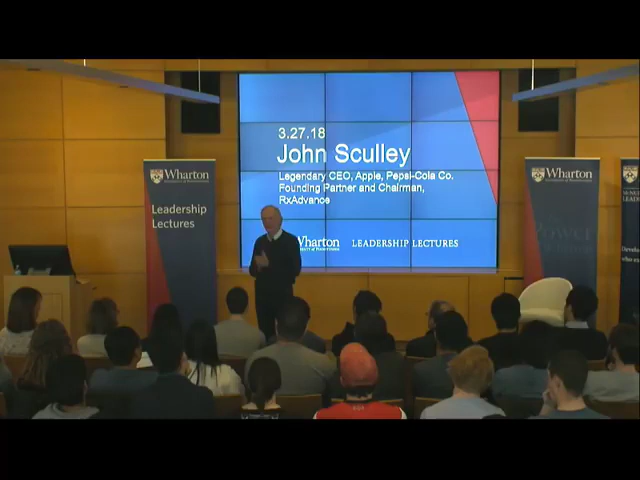 3.27.18
John Sculley
Legendary CEO, Apple, Pepsi-Cola Co.
Founding Partner and Chairman,
RxAdvance
Wharton
LEADERSHIP LECTURES
Wharton
Leadership
Lectures
Wharton